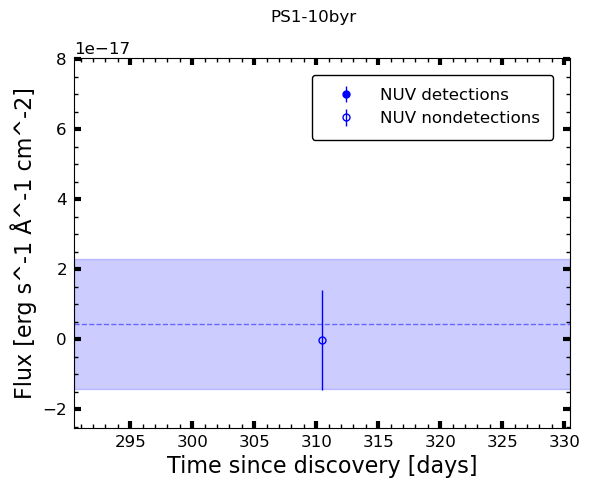 PS1-10byr
1e−17
8
6
4
2
0
−2
NUV detections
NUV nondetections
Flux [erg s^-1 Å^-1 cm^-2]
295 300 305 310 315 320 325 330
Time since discovery [days]